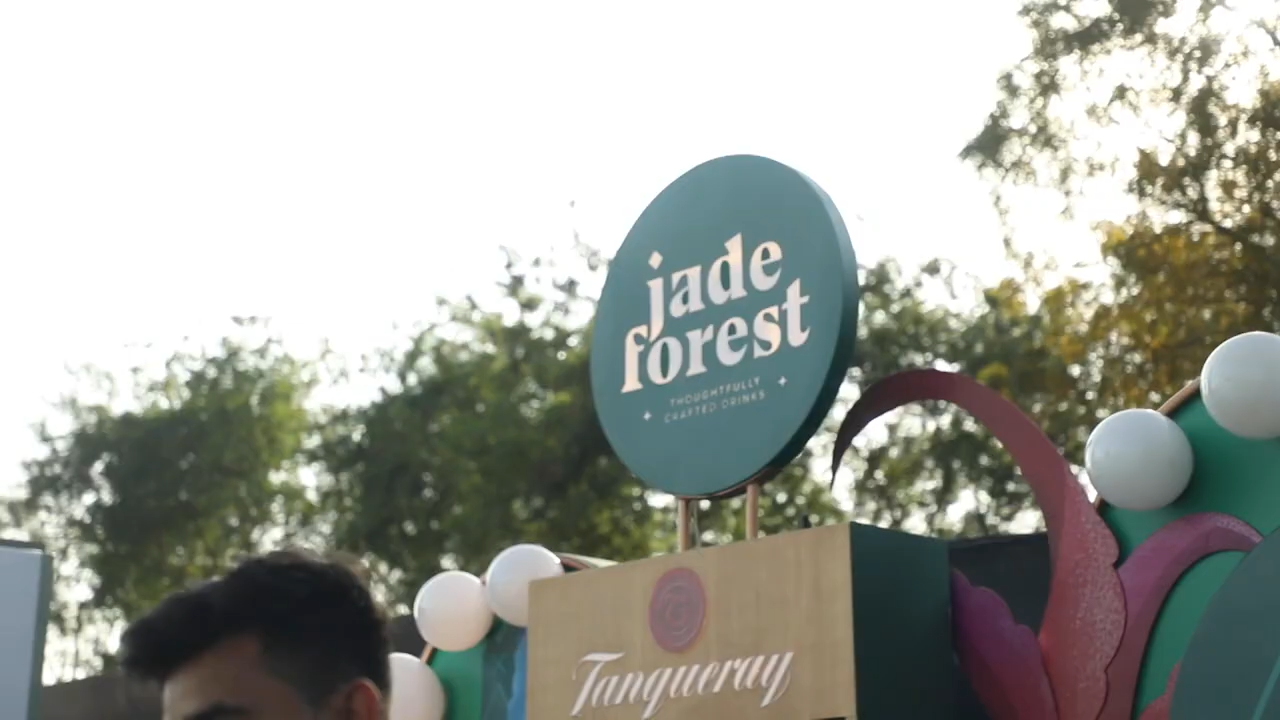 jade
forest
THOUGHTFULLY
CRAFTED DRINKS
Tanqueray